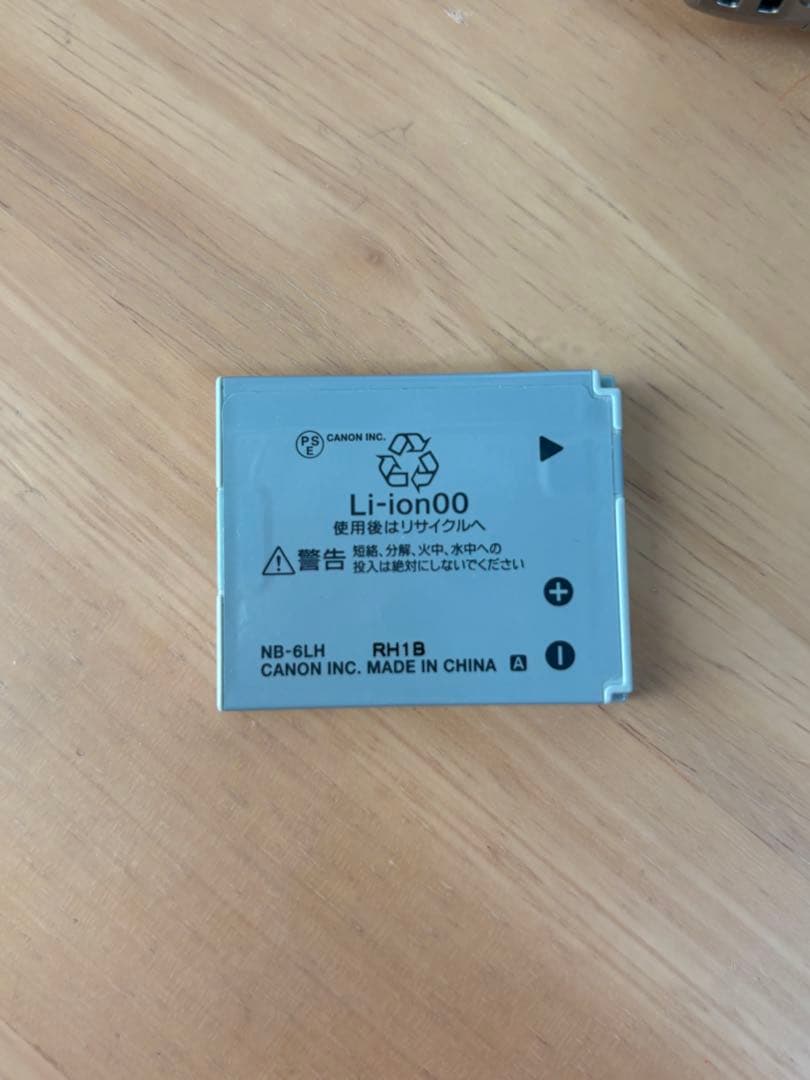 PSE CANON INC.
Li-ion00
使用後はリサイクルへ
警告 短絡、分解、火中、水中への
投入は絶対にしないでください
NB-6LH RH1B
CANON INC. MADE IN CHINA A